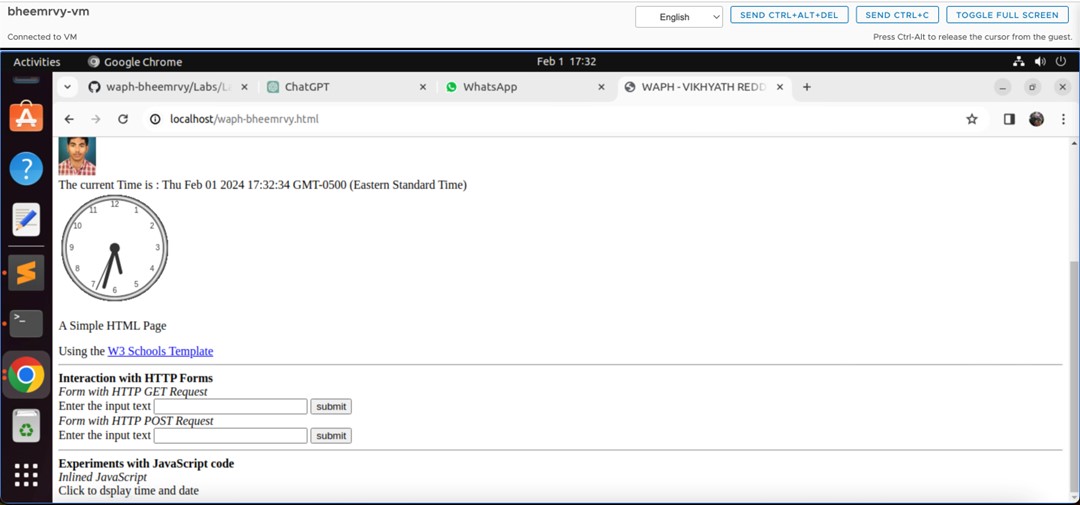 bheemrvy-vm
English
SEND CTRL+ALT+DEL
SEND CTRL+C
TOGGLE FULL SCREEN
Connected to VM
Press Ctrl-Alt to release the cursor from the guest.
Activities
Google Chrome
Feb 1 17:32
waph-bheemrvy/Labs/L
ChatGPT
WhatsApp
WAPH - VIKHYATH REDD
localhost/waph-bheemrvy.html
The current Time is : Thu Feb 01 2024 17:32:34 GMT-0500 (Eastern Standard Time)
12
11 1
10 2
9 3
8 4
7 5
6
A Simple HTML Page
Using the W3 Schools Template
Interaction with HTTP Forms
Form with HTTP GET Request
Enter the input text submit
Form with HTTP POST Request
Enter the input text submit
Experiments with JavaScript code
Inlined JavaScript
Click to dsplay time and date